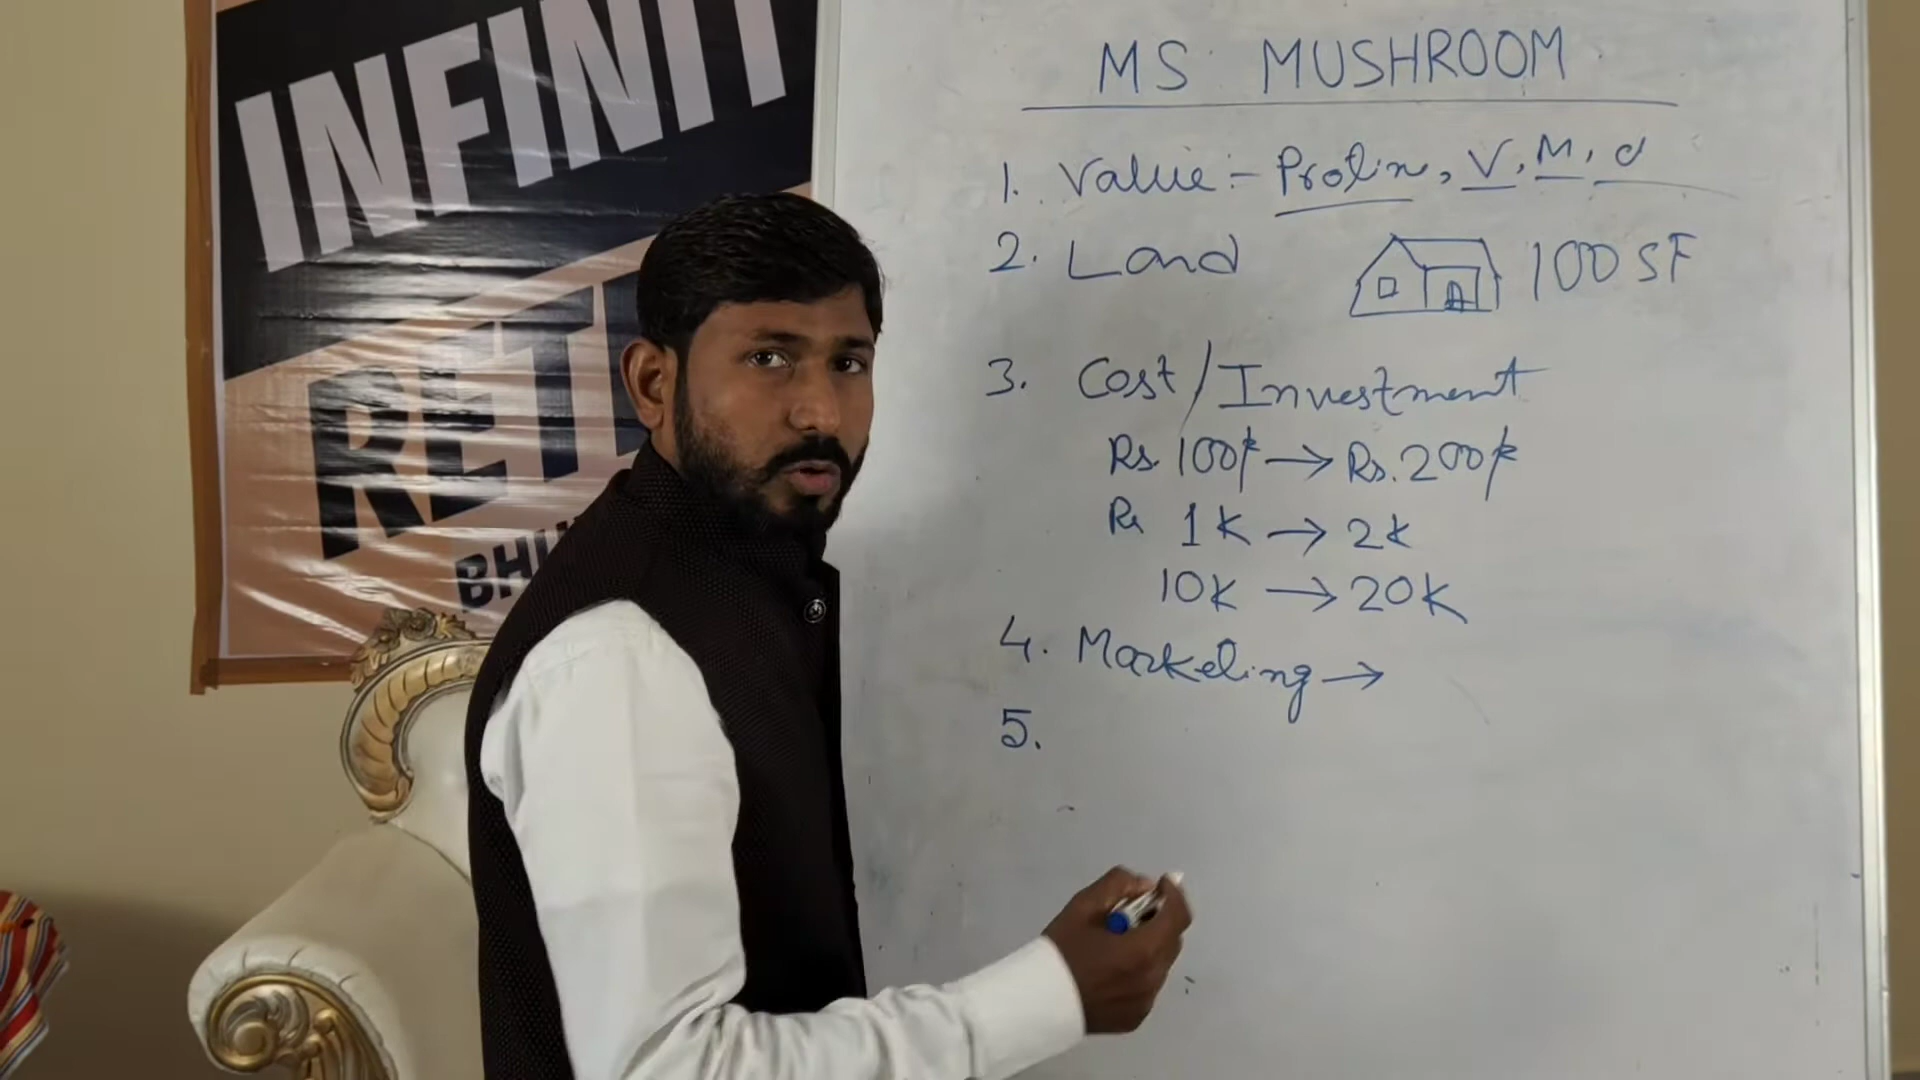 INFINIT
RET
BHU
MS MUSHROOM
1. Value :- Protin, V, M, d
2. Land 100 SF
3. Cost/Investment
Rs. 100/- → Rs. 200/-
Rs 1K → 2K
10K → 20K
4. Marketing →
5.